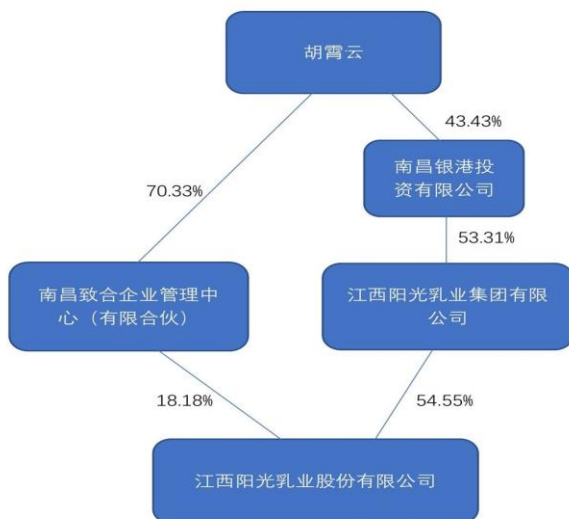 胡霄云
43.43%
南昌银港投
资有限公司
70.33%
53.31%
南昌致合企业管理中
心（有限合伙）
江西阳光乳业集团有限
公司
18.18%
54.55%
江西阳光乳业股份有限公司